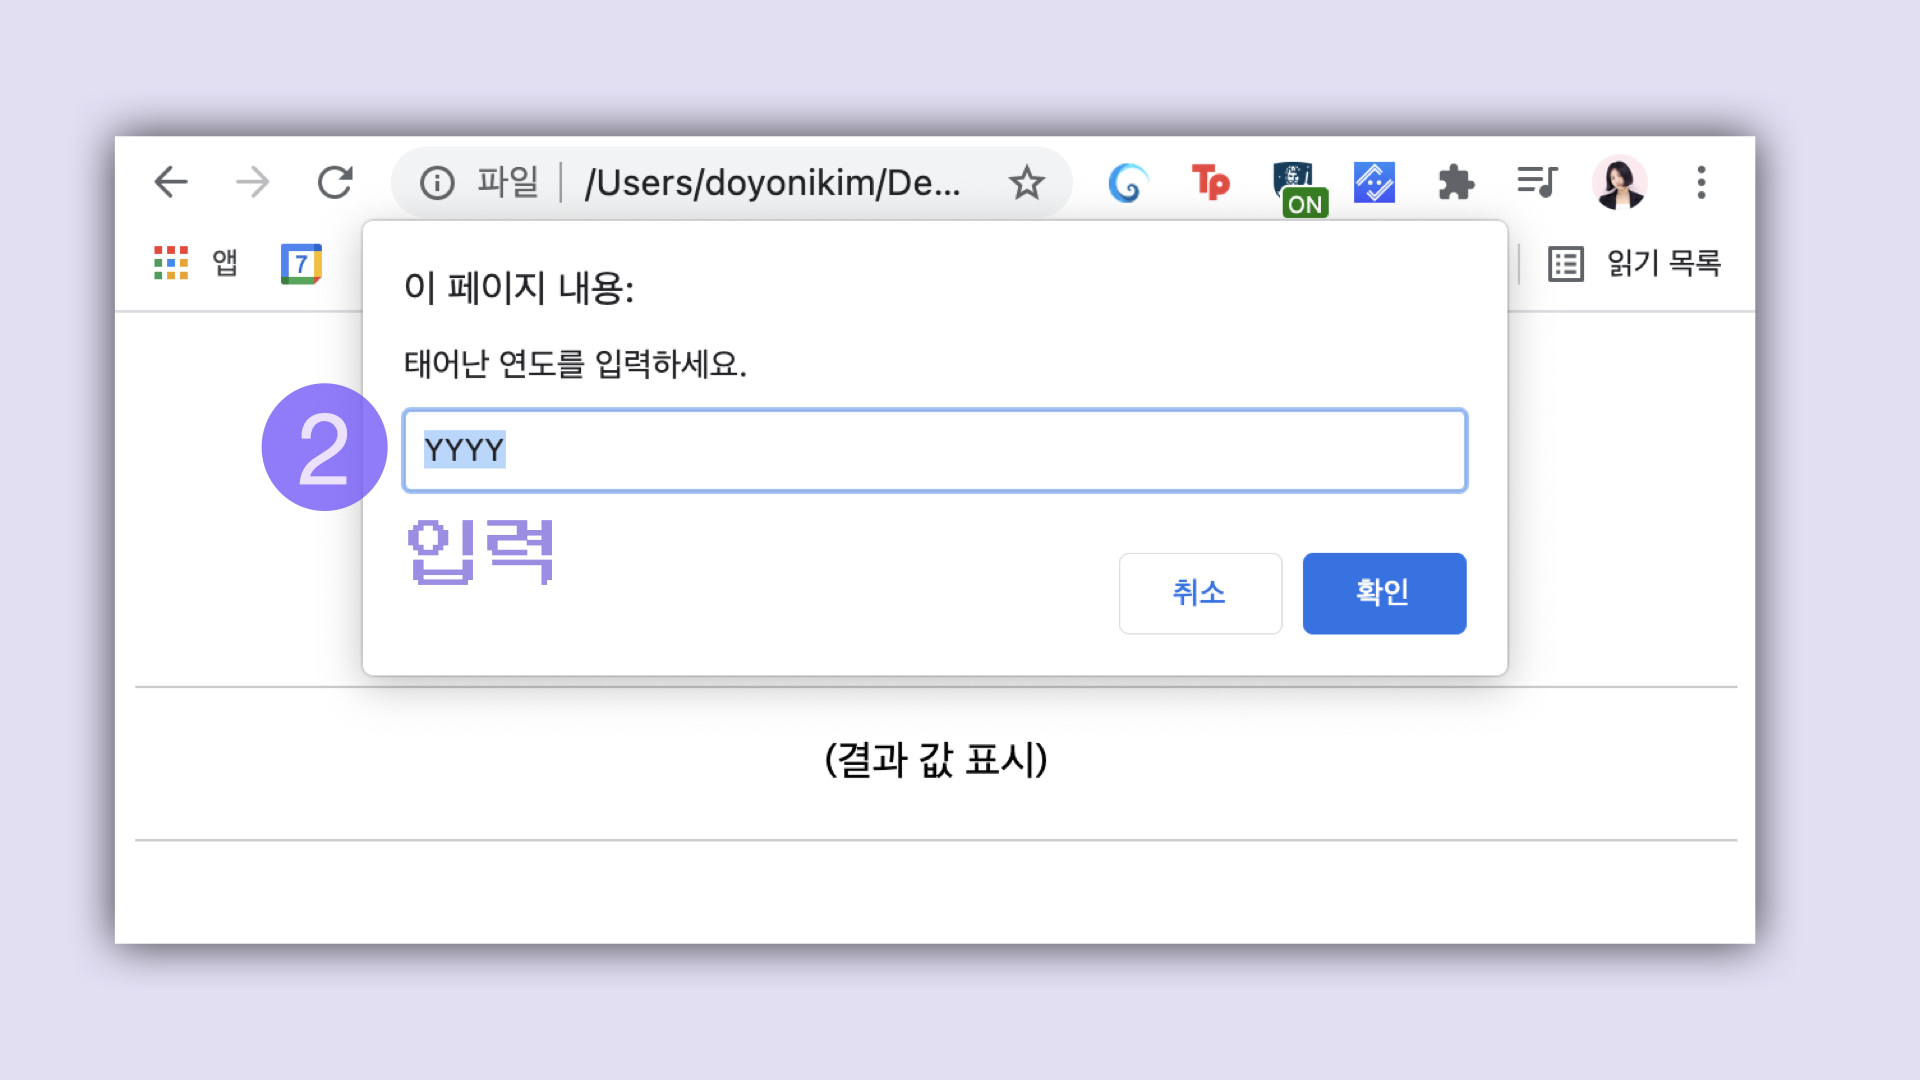 파일 | /Users/doyonikim/De...
Tp
ON
앱
7
읽기 목록
이 페이지 내용:
태어난 연도를 입력하세요.
2
YYYY
입력
취소
확인
(결과 값 표시)